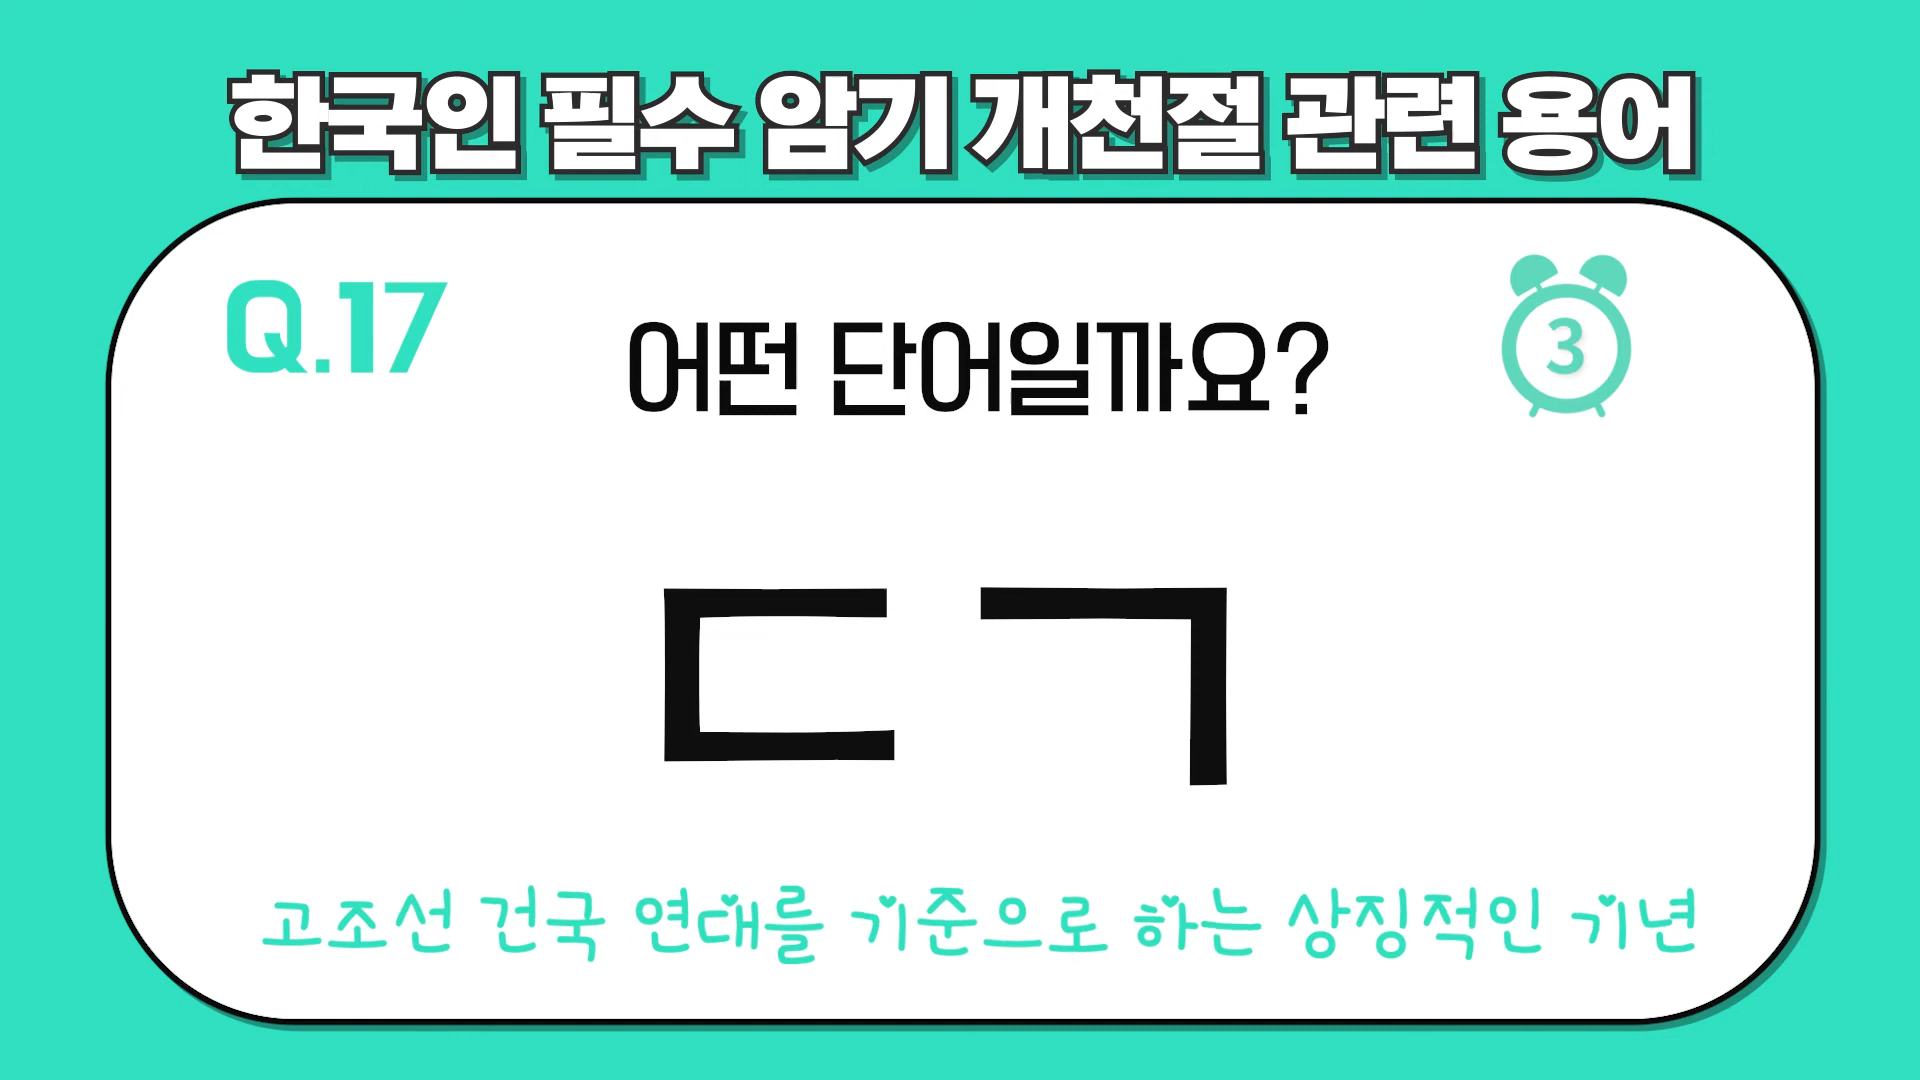 한국인 필수 암기 개천절 관련 용어
Q.17
어떤 단어일까요?
3
ㄷㄱ
고조선 건국 연대를 기준으로 하는 상징적인 기년